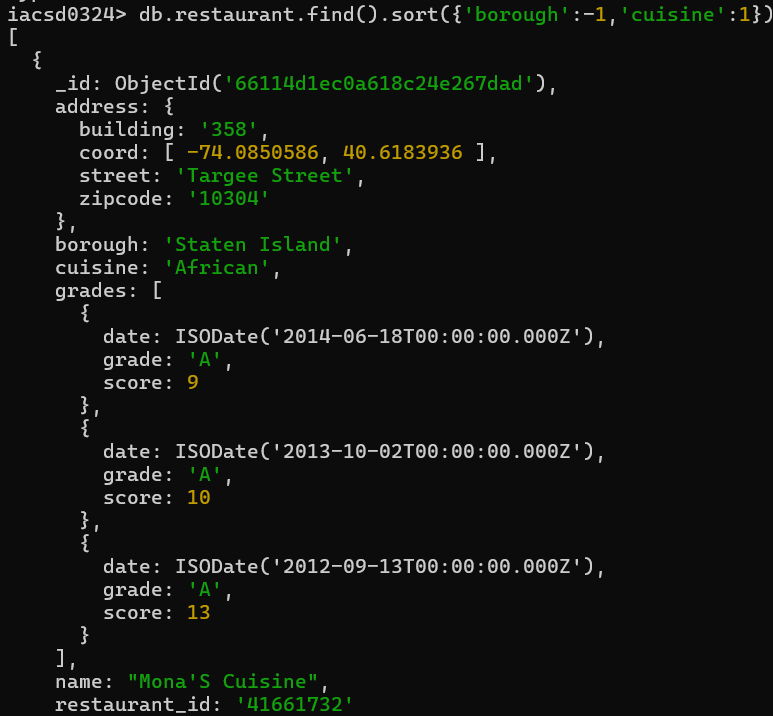 iacsd0324> db.restaurant.find().sort({'borough':-1,'cuisine':1})
[
  {
    _id: ObjectId('66114d1ec0a618c24e267dad'),
    address: {
      building: '358',
      coord: [ -74.0850586, 40.6183936 ],
      street: 'Targee Street',
      zipcode: '10304'
    },
    borough: 'Staten Island',
    cuisine: 'African',
    grades: [
      {
        date: ISODate('2014-06-18T00:00:00.000Z'),
        grade: 'A',
        score: 9
      },
      {
        date: ISODate('2013-10-02T00:00:00.000Z'),
        grade: 'A',
        score: 10
      },
      {
        date: ISODate('2012-09-13T00:00:00.000Z'),
        grade: 'A',
        score: 13
      }
    ],
    name: "Mona'S Cuisine",
    restaurant_id: '41661732'